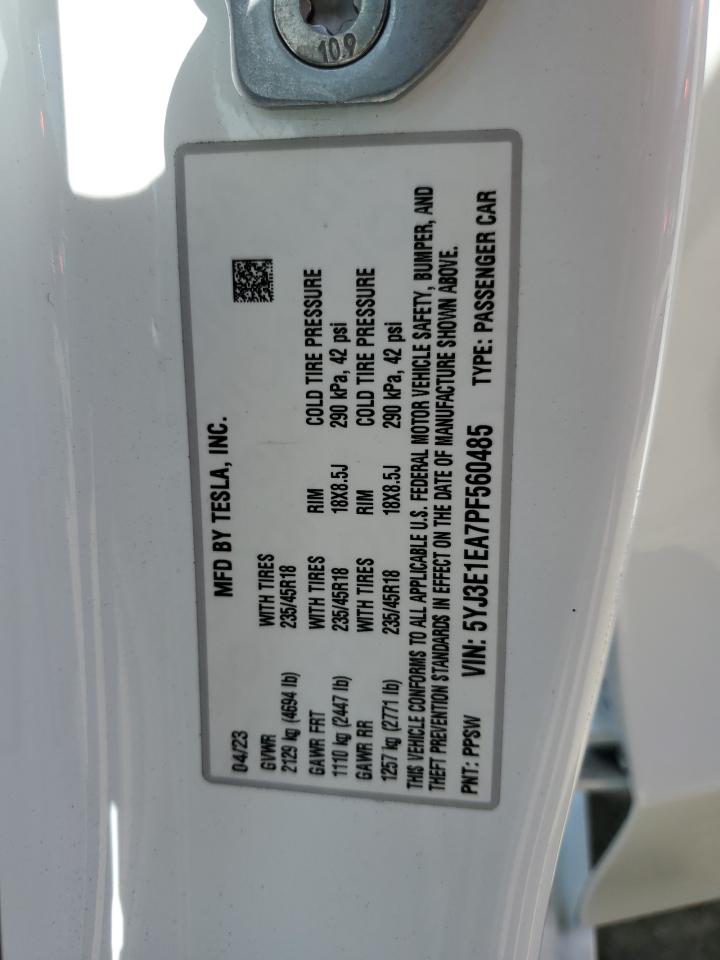 10.9
MFD BY TESLA, INC.
04/23
GVWR WITH TIRES
2129 kg (4694 lb) 235/45R18
GAWR FRT WITH TIRES RIM COLD TIRE PRESSURE
1110 kg (2447 lb) 235/45R18 18X8.5J 290 kPa, 42 psi
GAWR RR WITH TIRES RIM COLD TIRE PRESSURE
1257 kg (2771 lb) 235/45R18 18X8.5J 290 kPa, 42 psi
THIS VEHICLE CONFORMS TO ALL APPLICABLE U.S. FEDERAL MOTOR VEHICLE SAFETY, BUMPER, AND
THEFT PREVENTION STANDARDS IN EFFECT ON THE DATE OF MANUFACTURE SHOWN ABOVE.
PNT: PPSW VIN: 5YJ3E1EA7PF560485 TYPE: PASSENGER CAR